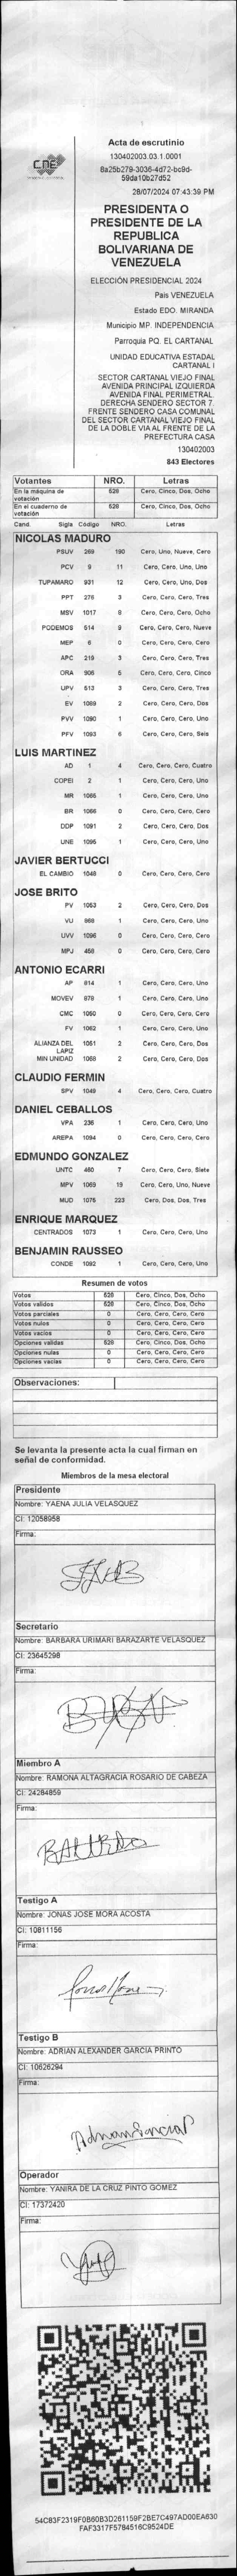 CNE
Acta de escrutinio
130402003.03.1.0001
8a25b279-3036-4d72-bc9d-
59da10b27d52
28/07/2024 07:43:39 PM
PRESIDENTA O
PRESIDENTE DE LA
REPUBLICA
BOLIVARIANA DE
VENEZUELA
ELECCIÓN PRESIDENCIAL 2024
Pais VENEZUELA
Estado EDO. MIRANDA
Municipio MP. INDEPENDENCIA
Parroquia PQ. EL CARTANAL
UNIDAD EDUCATIVA ESTADAL
CARTANAL I
SECTOR CARTANAL VIEJO FINAL
AVENIDA PRINCIPAL IZQUIERDA
AVENIDA FINAL PERIMETRAL.
DERECHA SENDERO SECTOR 7.
FRENTE SENDERO CASA COMUNAL
DEL SECTOR CARTANAL VIEJO FINAL
DE LA DOBLE VIA AL FRENTE DE LA
PREFECTURA CASA
130402003
843 Electores
Votantes NRO. Letras
En la máquina de votación 528 Cero, Cinco, Dos, Ocho
En el cuaderno de votación 528 Cero, Cinco, Dos, Ocho
Cand. Sigla Código NRO. Letras
NICOLAS MADURO
PSUV 269 190 Cero, Uno, Nueve, Cero
PCV 9 11 Cero, Cero, Uno, Uno
TUPAMARO 931 12 Cero, Cero, Uno, Dos
PPT 276 3 Cero, Cero, Cero, Tres
MSV 1017 8 Cero, Cero, Cero, Ocho
PODEMOS 514 9 Cero, Cero, Cero, Nueve
MEP 6 0 Cero, Cero, Cero, Cero
APC 219 3 Cero, Cero, Cero, Tres
ORA 906 5 Cero, Cero, Cero, Cinco
UPV 513 3 Cero, Cero, Cero, Tres
EV 1089 2 Cero, Cero, Cero, Dos
PVV 1090 1 Cero, Cero, Cero, Uno
PFV 1093 6 Cero, Cero, Cero, Seis
LUIS MARTINEZ
AD 1 4 Cero, Cero, Cero, Cuatro
COPEI 2 1 Cero, Cero, Cero, Uno
MR 1065 1 Cero, Cero, Cero, Uno
BR 1066 0 Cero, Cero, Cero, Cero
DDP 1091 2 Cero, Cero, Cero, Dos
UNE 1095 1 Cero, Cero, Cero, Uno
JAVIER BERTUCCI
EL CAMBIO 1048 0 Cero, Cero, Cero, Cero
JOSE BRITO
PV 1053 2 Cero, Cero, Cero, Dos
VU 868 1 Cero, Cero, Cero, Uno
UVV 1096 0 Cero, Cero, Cero, Cero
MPJ 458 0 Cero, Cero, Cero, Cero
ANTONIO ECARRI
AP 814 1 Cero, Cero, Cero, Uno
MOVEV 878 1 Cero, Cero, Cero, Uno
CMC 1050 0 Cero, Cero, Cero, Cero
FV 1062 1 Cero, Cero, Cero, Uno
ALIANZA DEL LAPIZ 1051 2 Cero, Cero, Cero, Dos
MIN UNIDAD 1068 2 Cero, Cero, Cero, Dos
CLAUDIO FERMIN
SPV 1049 4 Cero, Cero, Cero, Cuatro
DANIEL CEBALLOS
VPA 236 1 Cero, Cero, Cero, Uno
AREPA 1094 0 Cero, Cero, Cero, Cero
EDMUNDO GONZALEZ
UNTC 460 7 Cero, Cero, Cero, Siete
MPV 1069 19 Cero, Cero, Uno, Nueve
MUD 1075 223 Cero, Dos, Dos, Tres
ENRIQUE MARQUEZ
CENTRADOS 1073 1 Cero, Cero, Cero, Uno
BENJAMIN RAUSSEO
CONDE 1092 1 Cero, Cero, Cero, Uno
Resumen de votos
Votos 528 Cero, Cinco, Dos, Ocho
Votos validos 528 Cero, Cinco, Dos, Ocho
Votos parciales 0 Cero, Cero, Cero, Cero
Votos nulos 0 Cero, Cero, Cero, Cero
Votos vacios 0 Cero, Cero, Cero, Cero
Opciones validas 528 Cero, Cinco, Dos, Ocho
Opciones nulas 0 Cero, Cero, Cero, Cero
Opciones vacias 0 Cero, Cero, Cero, Cero
Observaciones:
Se levanta la presente acta la cual firman en
señal de conformidad.
Miembros de la mesa electoral
Presidente
Nombre: YAENA JULIA VELASQUEZ
CI: 12058958
Firma:
Secretario
Nombre: BARBARA URIMARI BARAZARTE VELASQUEZ
CI: 23645298
Firma:
Miembro A
Nombre: RAMONA ALTAGRACIA ROSARIO DE CABEZA
CI: 24284859
Firma:
Testigo A
Nombre: JONAS JOSE MORA ACOSTA
CI: 10811156
Firma:
Testigo B
Nombre: ADRIAN ALEXANDER GARCIA PRINTO
CI: 10626294
Firma:
Operador
Nombre: YANIRA DE LA CRUZ PINTO GOMEZ
CI: 17372420
Firma:
54C83F2319F0B60B3D261159F2BE7C497AD00EA630
FAF3317F5784516C9524DE